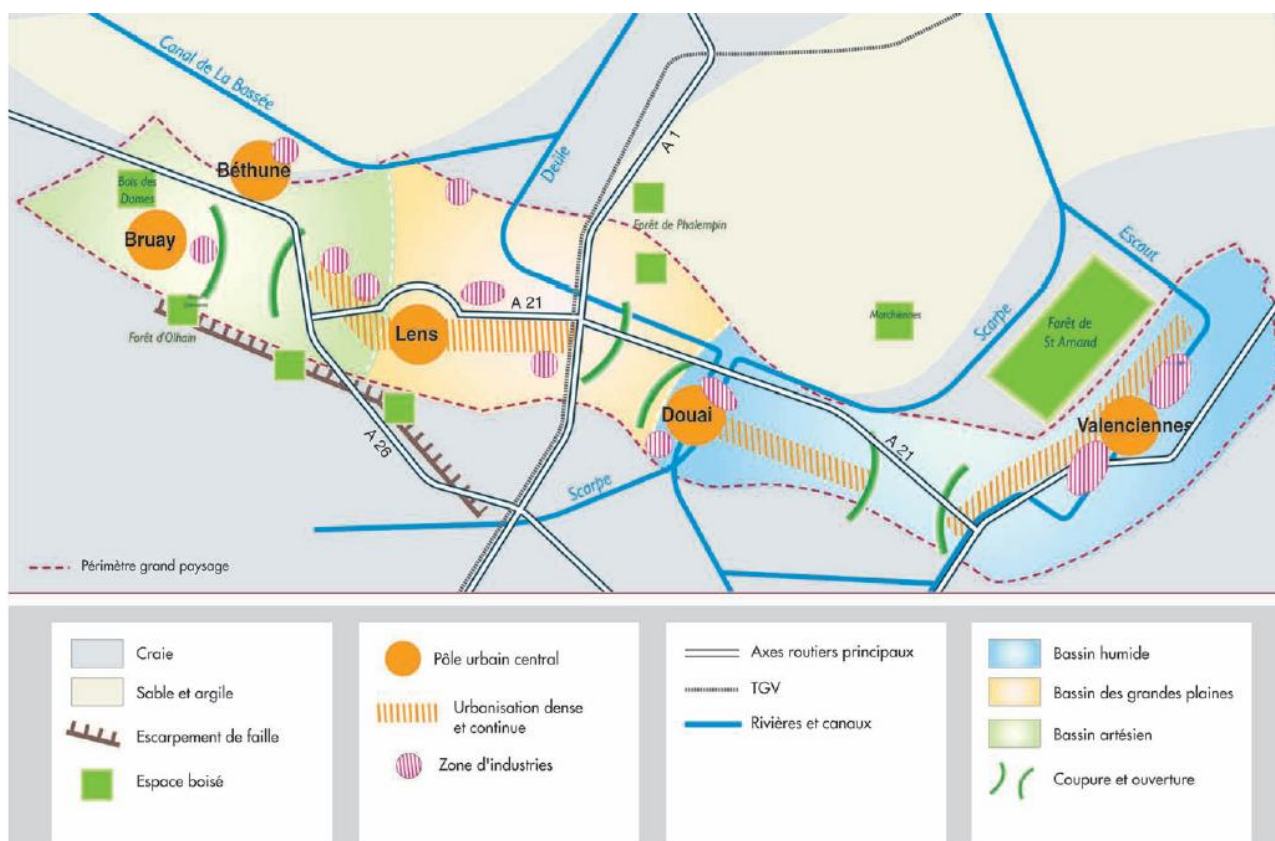 Canal de La Bassée
Béthune
Bois des
Dames
Bruay
Forêt d'Olhain
Lens
A 21
A 26
Deûle
A 1
Forêt de Phalempin
Douai
Scarpe
Marchiennes
Scarpe
A 21
Escaut
Forêt de
St Amand
Valenciennes
Périmètre grand paysage
Craie
Sable et argile
Escarpement de faille
Espace boisé
Pôle urbain central
Urbanisation dense
et continue
Zone d'industries
Axes routiers principaux
TGV
Rivières et canaux
Bassin humide
Bassin des grandes plaines
Bassin artésien
Coupure et ouverture